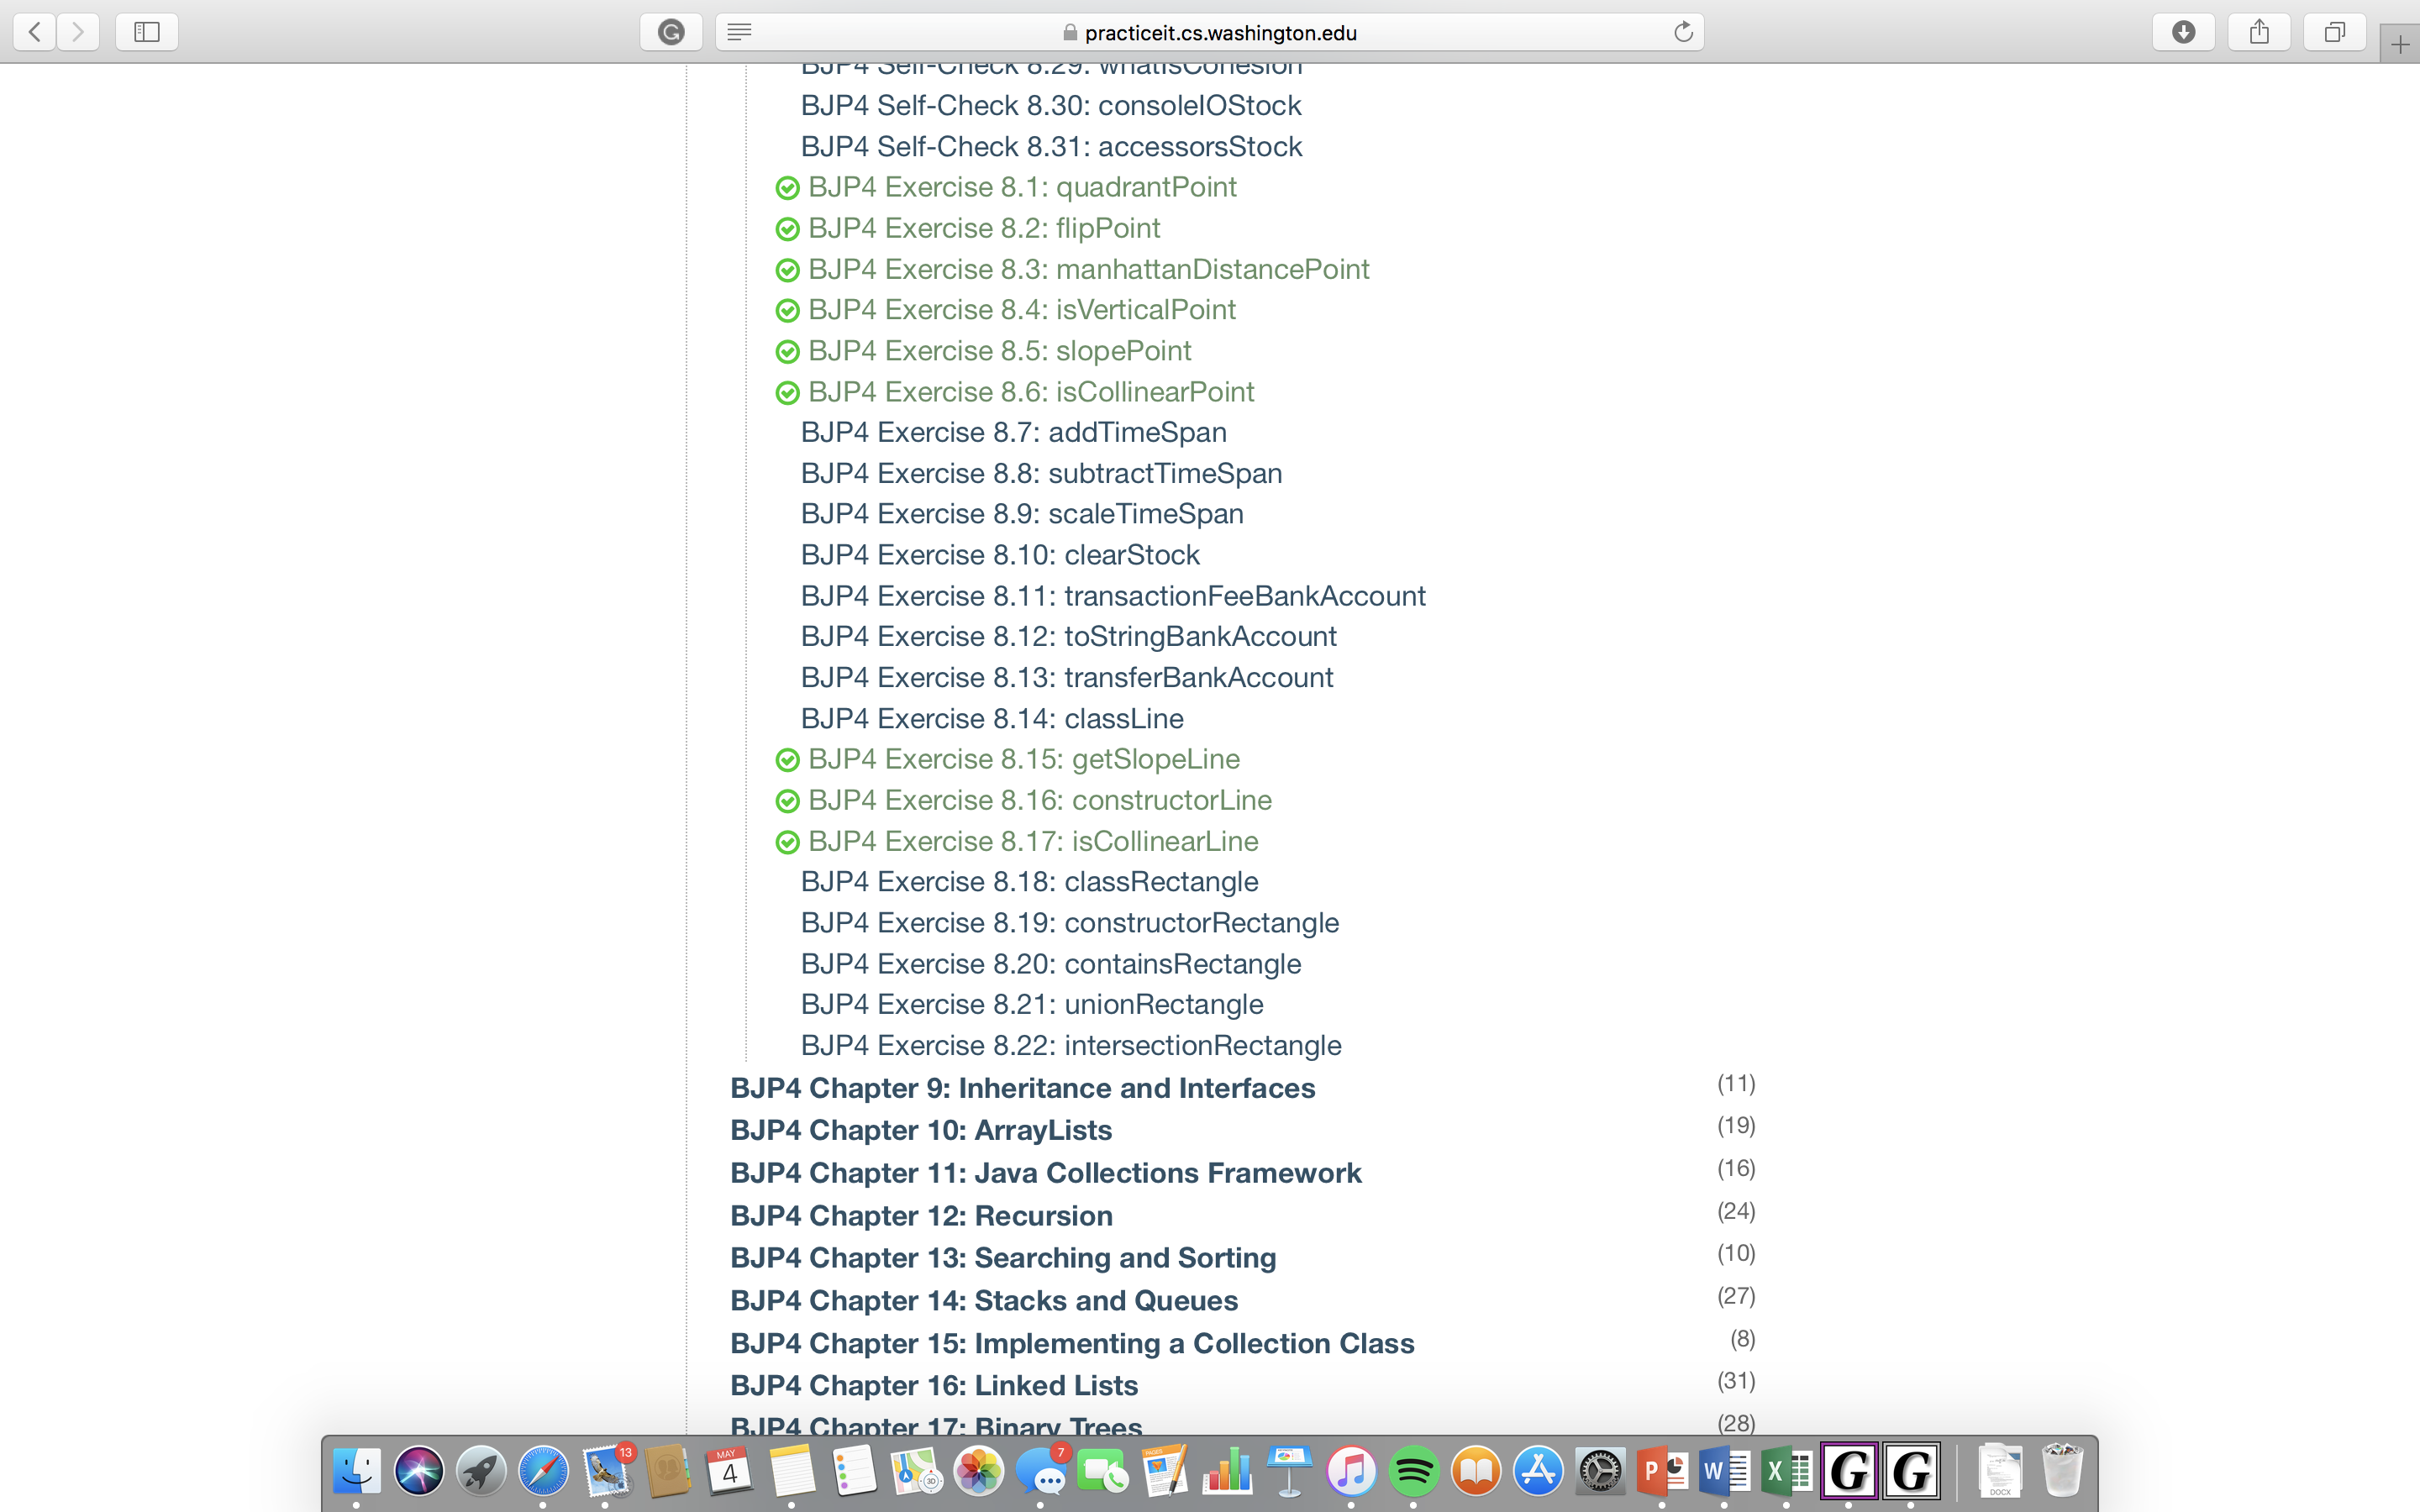 practiceit.cs.washington.edu
BJP4 Self-Check 8.29: whatIsCohesion
BJP4 Self-Check 8.30: consoleIOStock
BJP4 Self-Check 8.31: accessorsStock
BJP4 Exercise 8.1: quadrantPoint
BJP4 Exercise 8.2: flipPoint
BJP4 Exercise 8.3: manhattanDistancePoint
BJP4 Exercise 8.4: isVerticalPoint
BJP4 Exercise 8.5: slopePoint
BJP4 Exercise 8.6: isCollinearPoint
BJP4 Exercise 8.7: addTimeSpan
BJP4 Exercise 8.8: subtractTimeSpan
BJP4 Exercise 8.9: scaleTimeSpan
BJP4 Exercise 8.10: clearStock
BJP4 Exercise 8.11: transactionFeeBankAccount
BJP4 Exercise 8.12: toStringBankAccount
BJP4 Exercise 8.13: transferBankAccount
BJP4 Exercise 8.14: classLine
BJP4 Exercise 8.15: getSlopeLine
BJP4 Exercise 8.16: constructorLine
BJP4 Exercise 8.17: isCollinearLine
BJP4 Exercise 8.18: classRectangle
BJP4 Exercise 8.19: constructorRectangle
BJP4 Exercise 8.20: containsRectangle
BJP4 Exercise 8.21: unionRectangle
BJP4 Exercise 8.22: intersectionRectangle
BJP4 Chapter 9: Inheritance and Interfaces (11)
BJP4 Chapter 10: ArrayLists (19)
BJP4 Chapter 11: Java Collections Framework (16)
BJP4 Chapter 12: Recursion (24)
BJP4 Chapter 13: Searching and Sorting (10)
BJP4 Chapter 14: Stacks and Queues (27)
BJP4 Chapter 15: Implementing a Collection Class (8)
BJP4 Chapter 16: Linked Lists (31)
BJP4 Chapter 17: Binary Trees (28)
13
MAY
4
3D
7
PAGES
P
W
X
G
G
DOCX